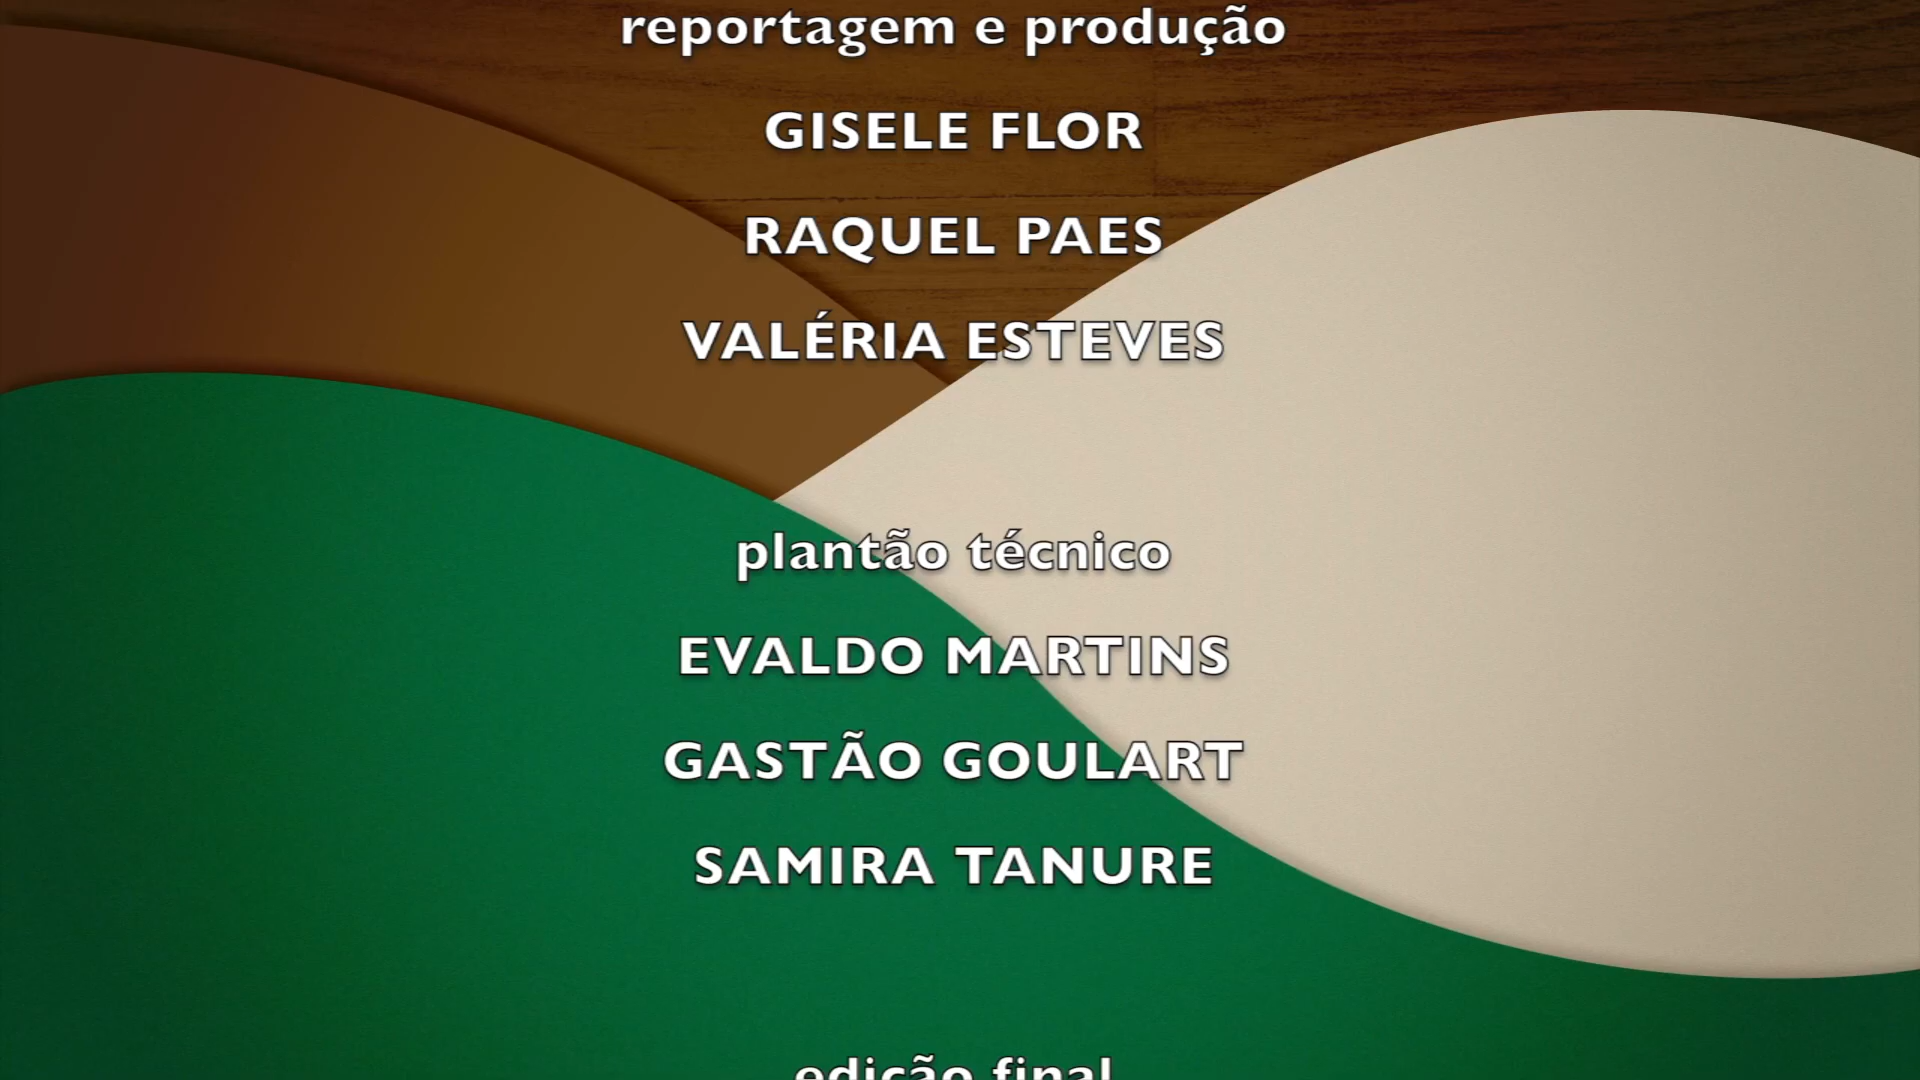 reportagem e produção
GISELE FLOR
RAQUEL PAES
VALÉRIA ESTEVES
plantão técnico
EVALDO MARTINS
GASTÃO GOULART
SAMIRA TANURE
edição final